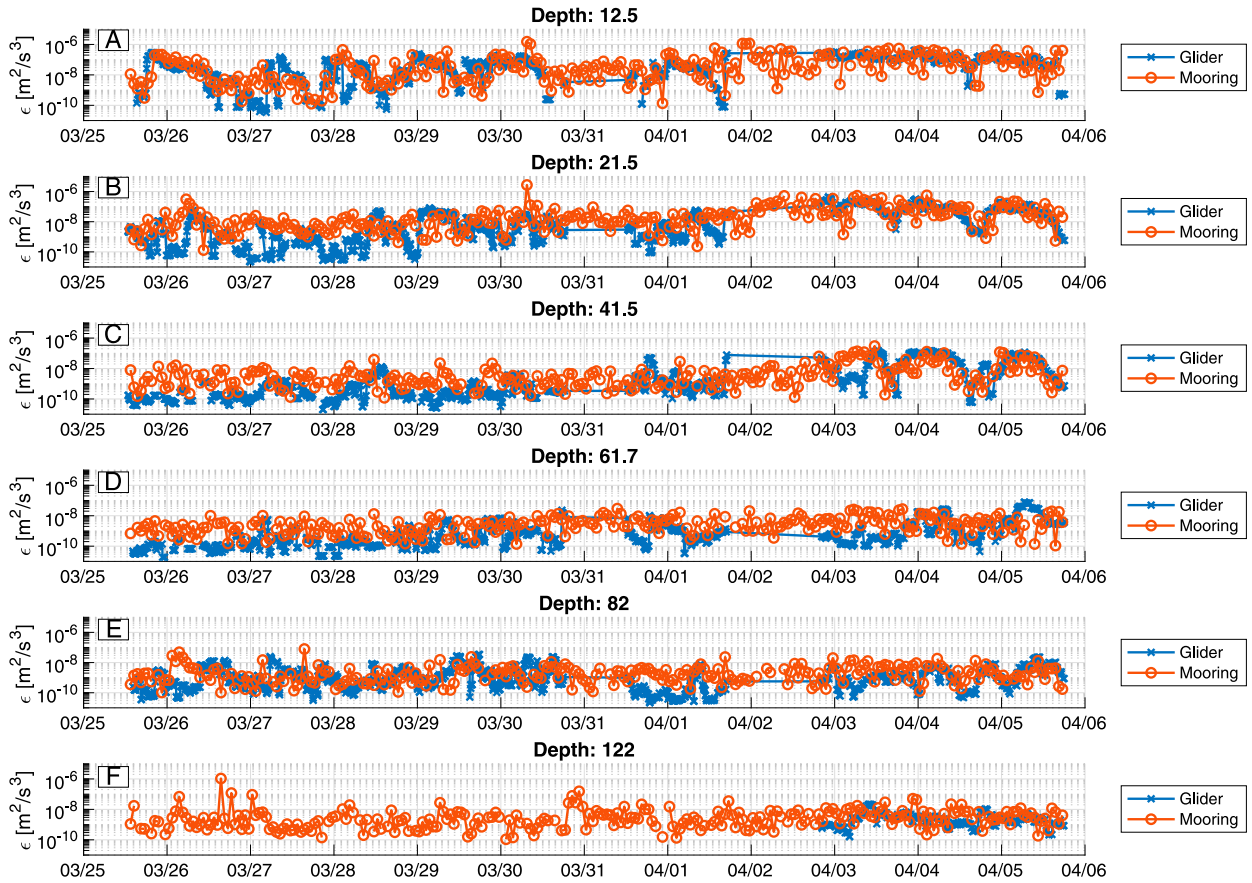 Depth: 12.5
A
ϵ [m²/s³]
10⁻⁶
10⁻⁸
10⁻¹⁰
03/25 03/26 03/27 03/28 03/29 03/30 03/31 04/01 04/02 04/03 04/04 04/05 04/06
Glider
Mooring
Depth: 21.5
B
ϵ [m²/s³]
10⁻⁶
10⁻⁸
10⁻¹⁰
03/25 03/26 03/27 03/28 03/29 03/30 03/31 04/01 04/02 04/03 04/04 04/05 04/06
Glider
Mooring
Depth: 41.5
C
ϵ [m²/s³]
10⁻⁶
10⁻⁸
10⁻¹⁰
03/25 03/26 03/27 03/28 03/29 03/30 03/31 04/01 04/02 04/03 04/04 04/05 04/06
Glider
Mooring
Depth: 61.7
D
ϵ [m²/s³]
10⁻⁶
10⁻⁸
10⁻¹⁰
03/25 03/26 03/27 03/28 03/29 03/30 03/31 04/01 04/02 04/03 04/04 04/05 04/06
Glider
Mooring
Depth: 82
E
ϵ [m²/s³]
10⁻⁶
10⁻⁸
10⁻¹⁰
03/25 03/26 03/27 03/28 03/29 03/30 03/31 04/01 04/02 04/03 04/04 04/05 04/06
Glider
Mooring
Depth: 122
F
ϵ [m²/s³]
10⁻⁶
10⁻⁸
10⁻¹⁰
03/25 03/26 03/27 03/28 03/29 03/30 03/31 04/01 04/02 04/03 04/04 04/05 04/06
Glider
Mooring